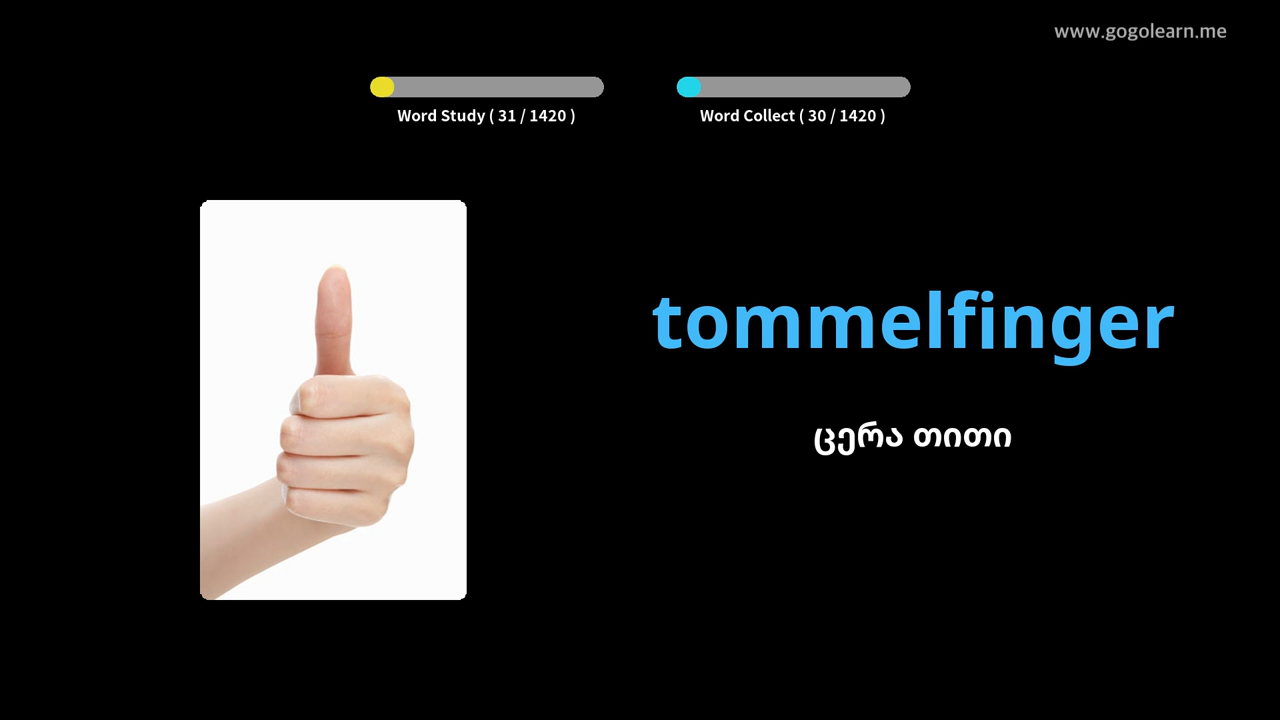 www.gogolearn.me
Word Study ( 31 / 1420 )
Word Collect ( 30 / 1420 )
tommelfinger
ცერა თითი